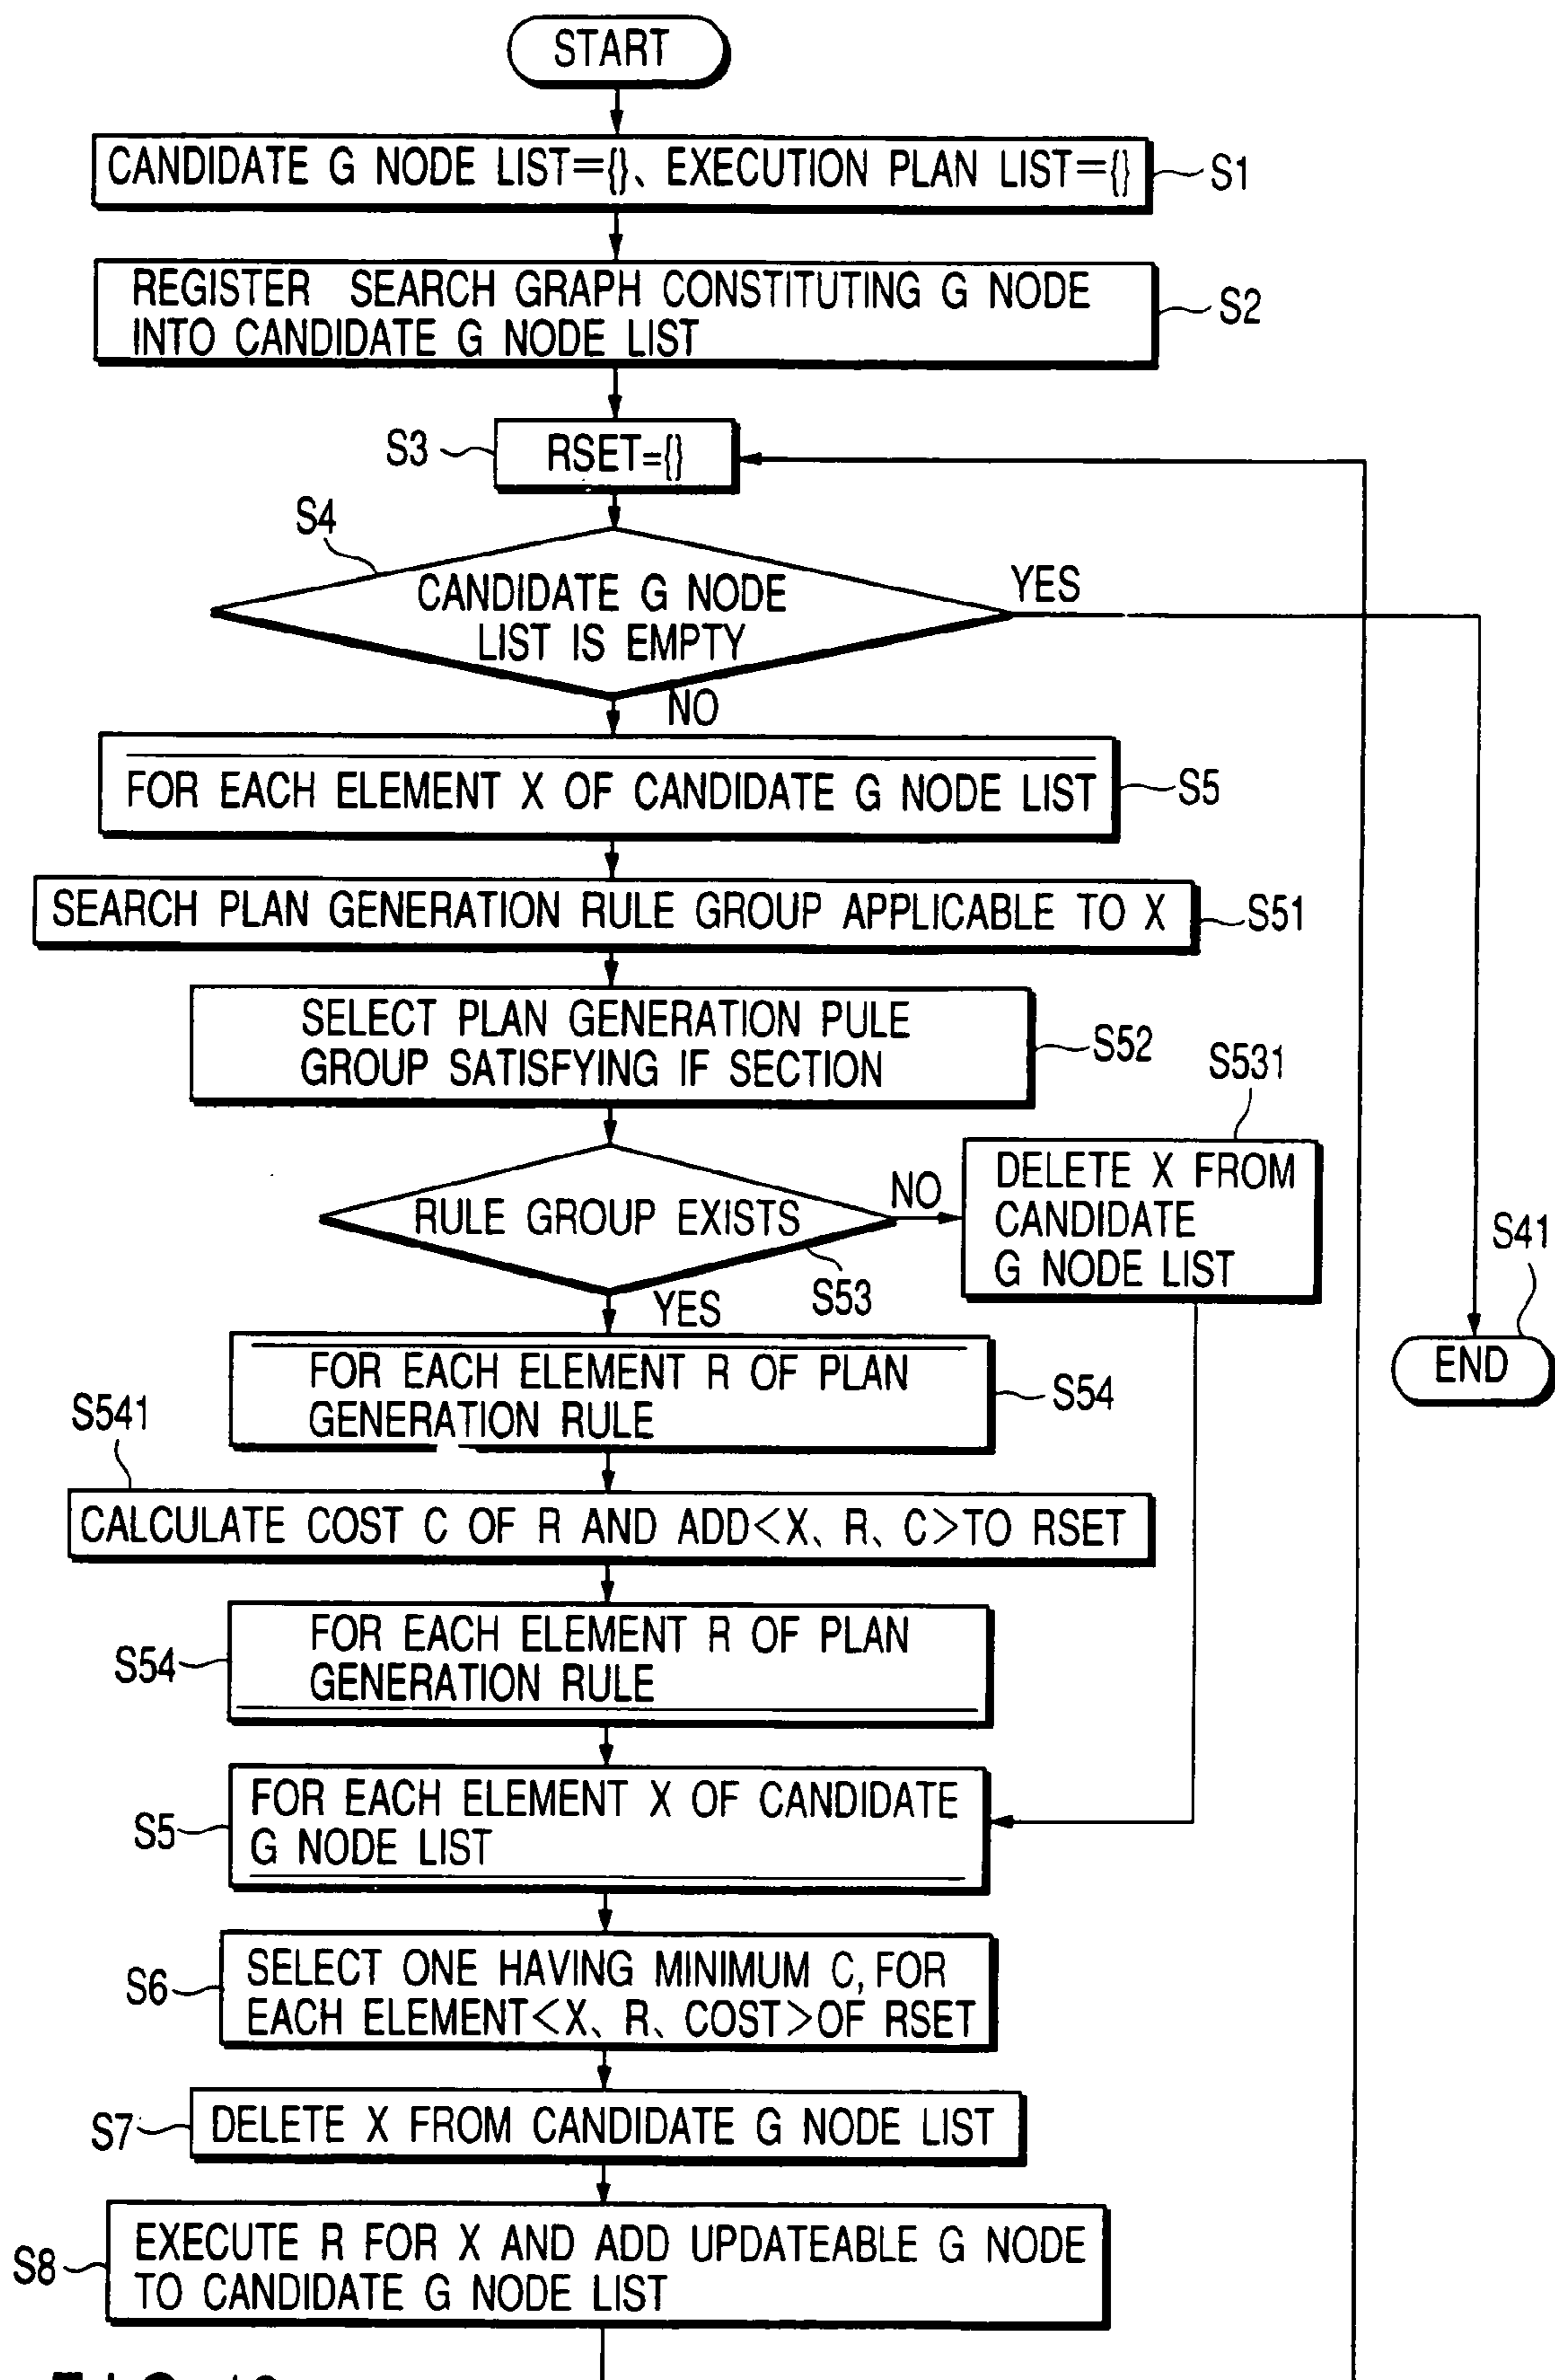 START
CANDIDATE G NODE LIST={}、EXECUTION PLAN LIST={}
S1
REGISTER SEARCH GRAPH CONSTITUTING G NODE
INTO CANDIDATE G NODE LIST
S2
S3
RSET={}
S4
CANDIDATE G NODE
LIST IS EMPTY
YES
NO
FOR EACH ELEMENT X OF CANDIDATE G NODE LIST
S5
SEARCH PLAN GENERATION RULE GROUP APPLICABLE TO X
S51
SELECT PLAN GENERATION PULE
GROUP SATISFYING IF SECTION
S52
S531
RULE GROUP EXISTS
NO
DELETE X FROM
CANDIDATE
G NODE LIST
S53
YES
S41
END
FOR EACH ELEMENT R OF PLAN
GENERATION RULE
S54
S541
CALCULATE COST C OF R AND ADD<X、R、C>TO RSET
FOR EACH ELEMENT R OF PLAN
GENERATION RULE
S54
FOR EACH ELEMENT X OF CANDIDATE
G NODE LIST
S5
SELECT ONE HAVING MINIMUM C, FOR
EACH ELEMENT<X、R、COST>OF RSET
S6
S7
DELETE X FROM CANDIDATE G NODE LIST
EXECUTE R FOR X AND ADD UPDATEABLE G NODE
TO CANDIDATE G NODE LIST
S8